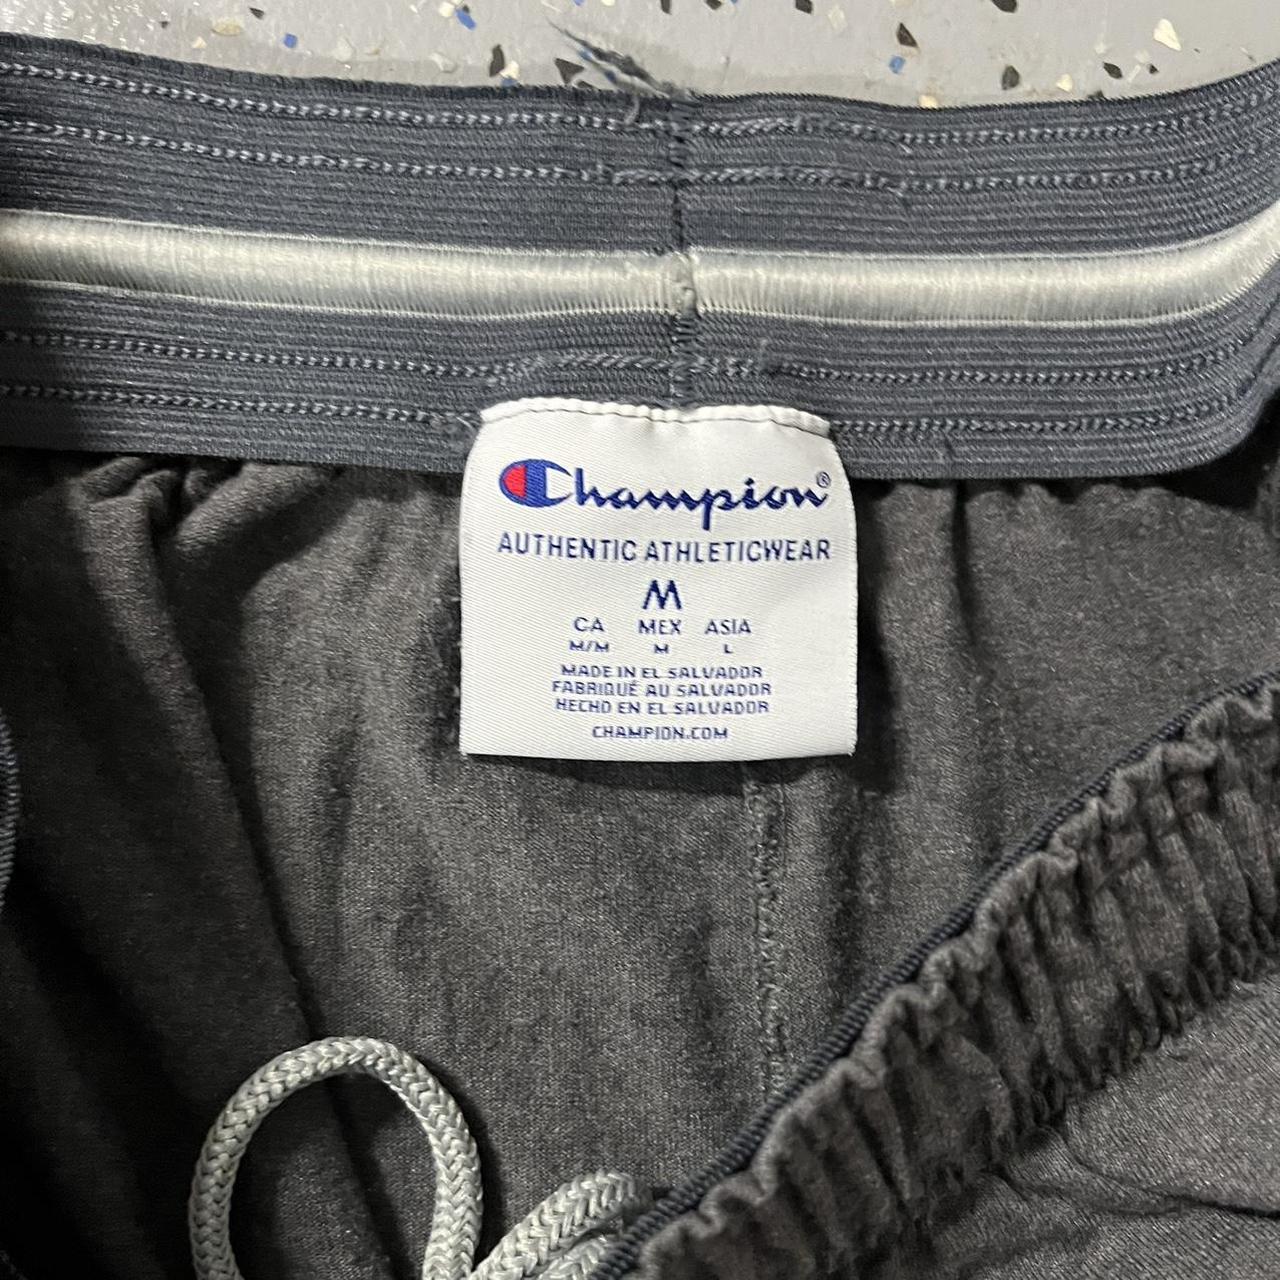 Champion®
AUTHENTIC ATHLETICWEAR
M
CA MEX ASIA
M/M M L
MADE IN EL SALVADOR
FABRIQUÉ AU SALVADOR
HECHO EN EL SALVADOR
CHAMPION.COM